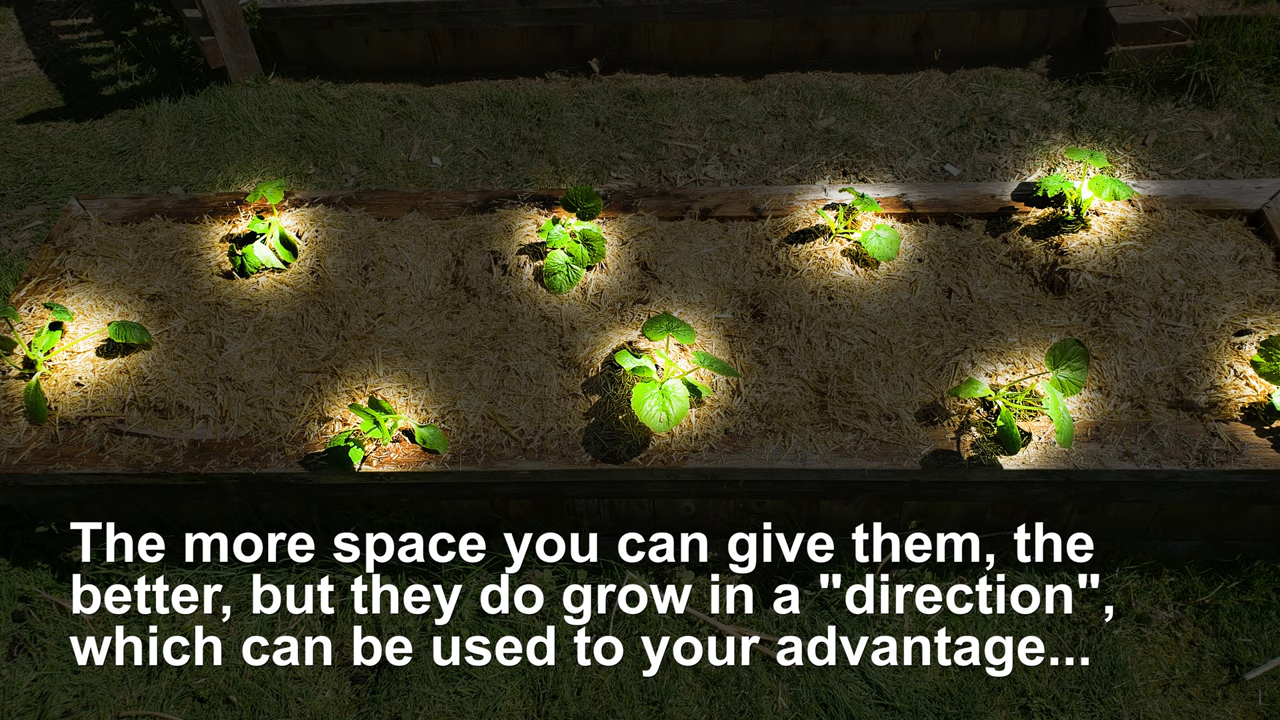 The more space you can give them, the
better, but they do grow in a "direction",
which can be used to your advantage...